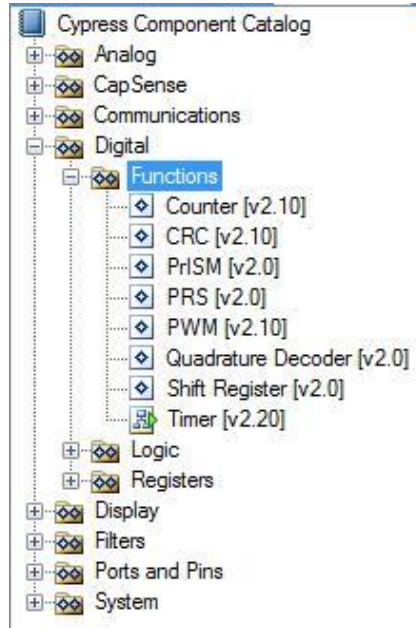 Cypress Component Catalog
Analog
CapSense
Communications
Digital
Functions
Counter [v2.10]
CRC [v2.10]
PrISM [v2.0]
PRS [v2.0]
PWM [v2.10]
Quadrature Decoder [v2.0]
Shift Register [v2.0]
Timer [v2.20]
Logic
Registers
Display
Filters
Ports and Pins
System